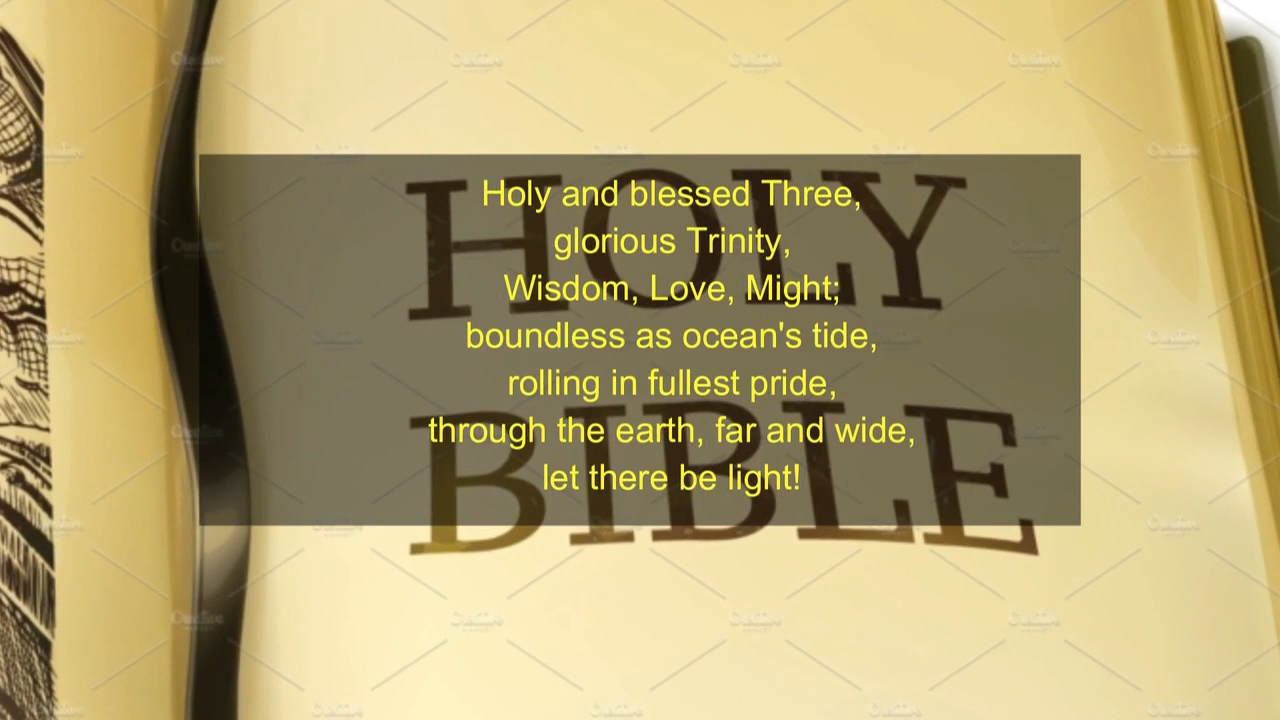 Holy and blessed Three,
glorious Trinity,
Wisdom, Love, Might;
boundless as ocean's tide,
rolling in fullest pride,
through the earth, far and wide,
let there be light!
HOLY
BIBLE
Creative